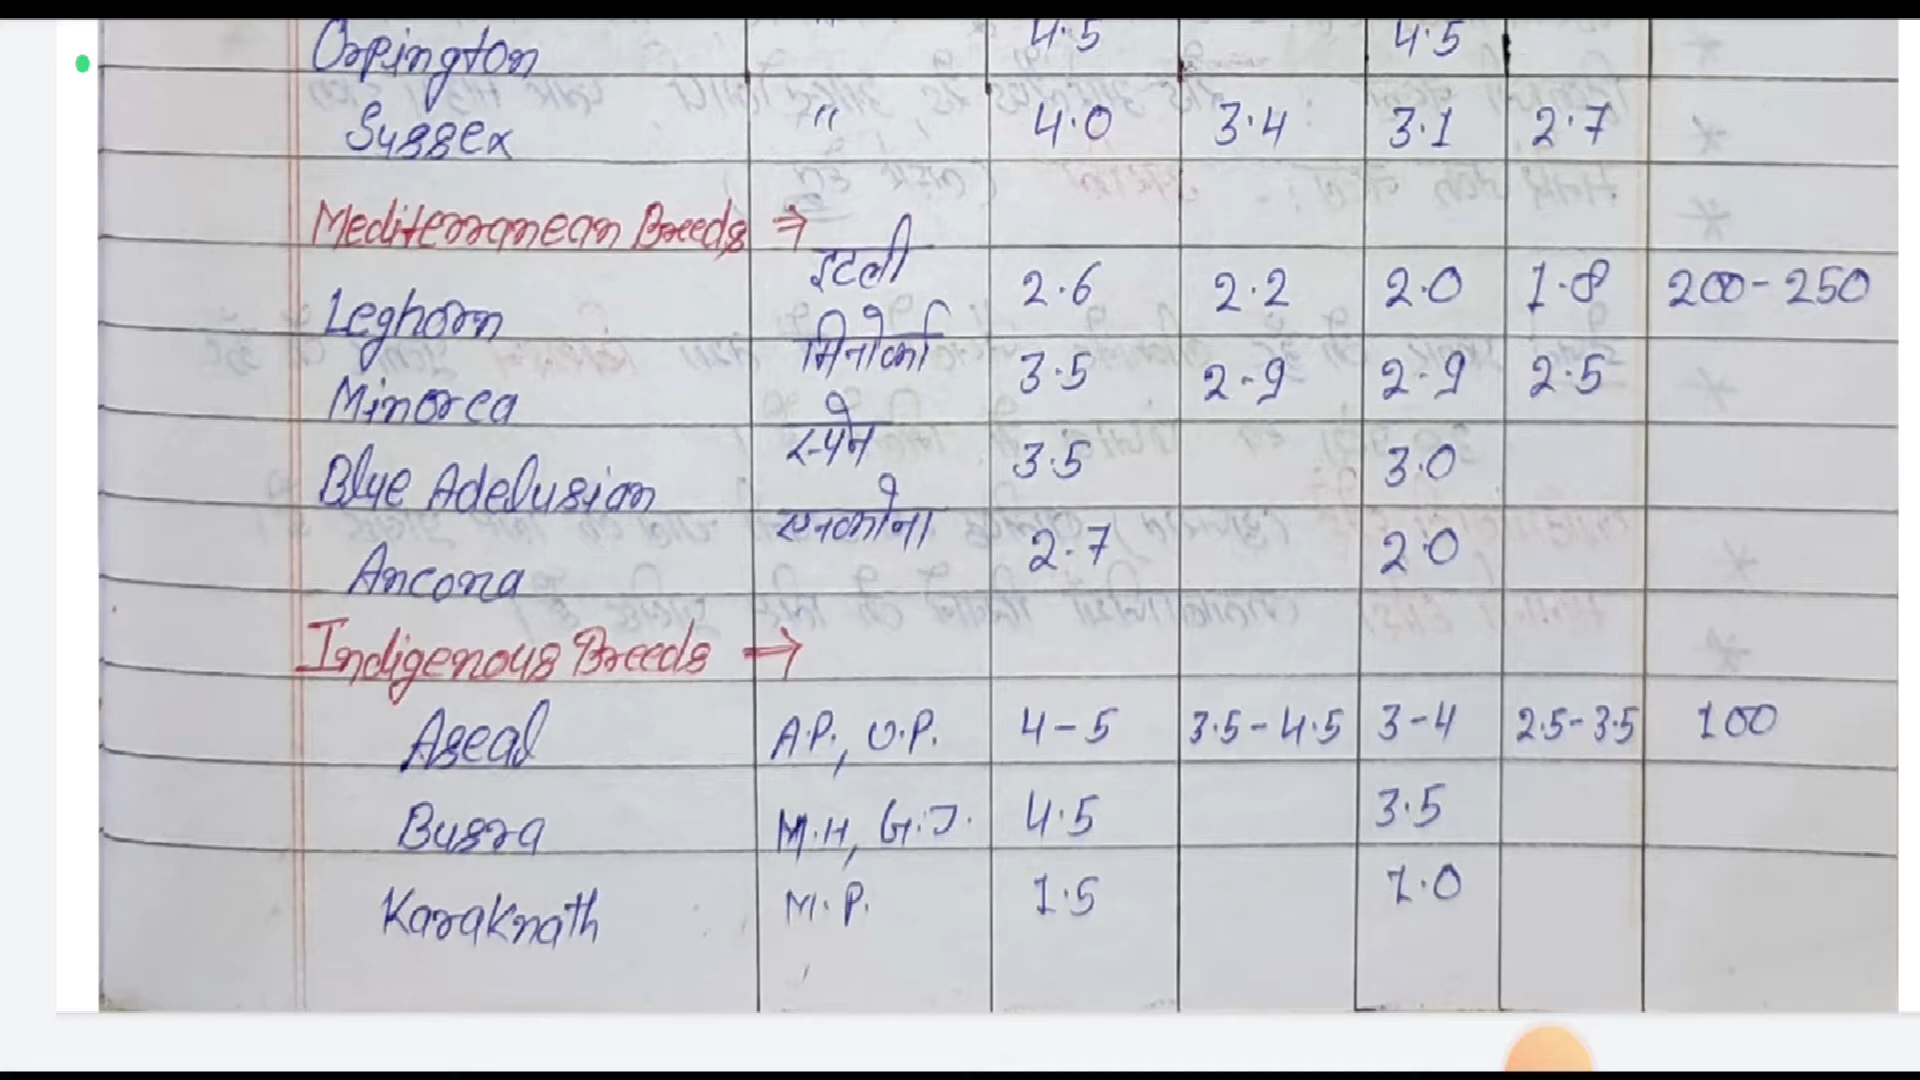 Orpington 4.5 4.5
Sussex " 4.0 3.4 3.1 2.7
Mediterranean Breeds →
Leghorn इटली 2.6 2.2 2.0 1.8 200-250
Minorca मिनोर्का 3.5 2-9 2-9 2.5
Blue Adelusian स्पेन 3.5 3.0
Ancona एनकोना 2.7 2.0
Indigenous Breeds →
Aseal A.P., U.P. 4-5 3.5-4.5 3-4 2.5-3.5 100
Busra M.H, G.J. 4.5 3.5
Karaknath M.P. 1.5 1.0